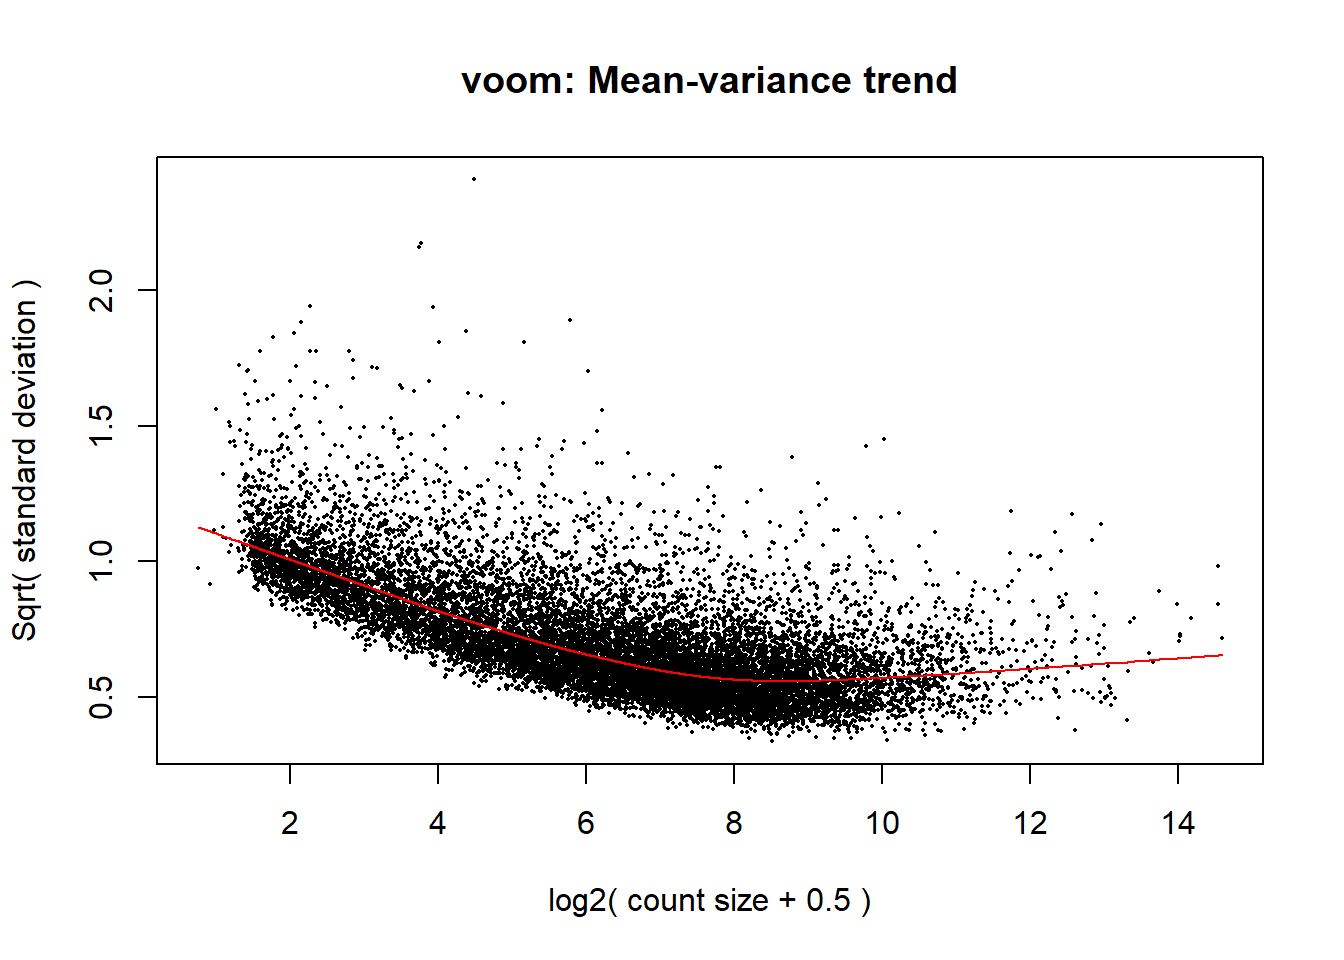 voom: Mean-variance trend
Sqrt( standard deviation )
2.0
1.5
1.0
0.5
2 4 6 8 10 12 14
log2( count size + 0.5 )